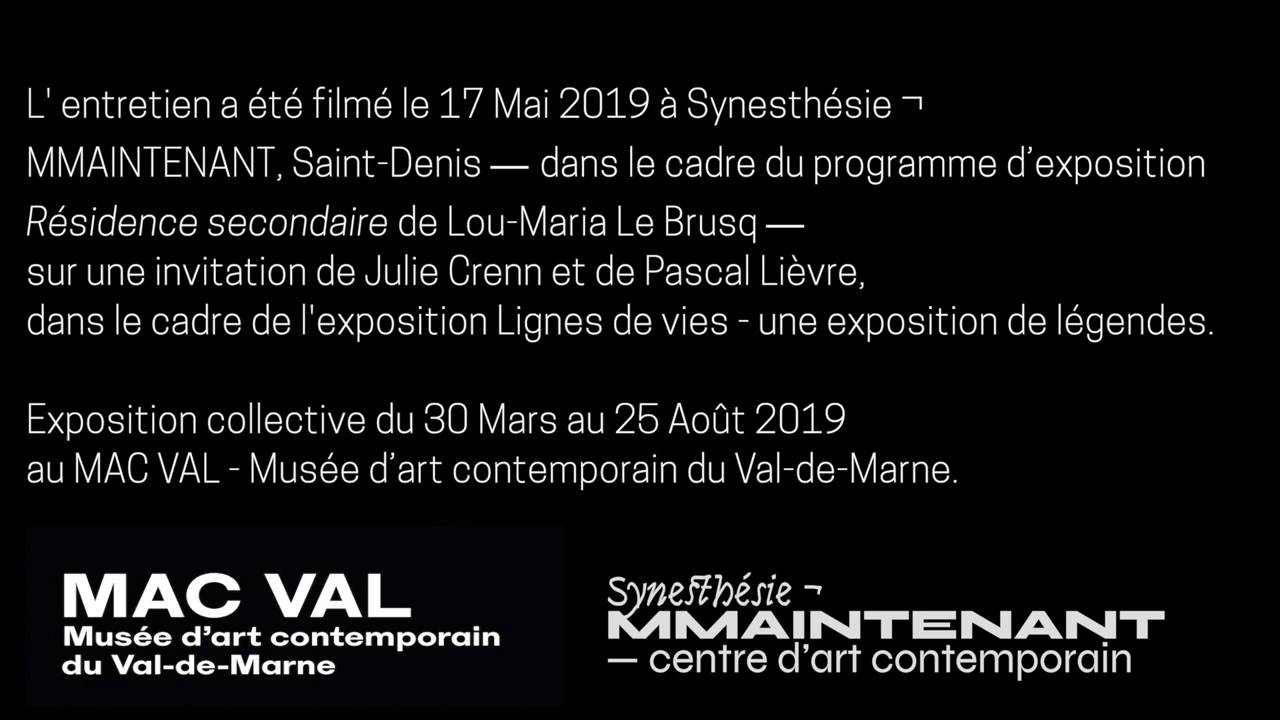 L' entretien a été filmé le 17 Mai 2019 à Synesthésie ¬
MMAINTENANT, Saint-Denis — dans le cadre du programme d’exposition
Résidence secondaire de Lou-Maria Le Brusq —
sur une invitation de Julie Crenn et de Pascal Lièvre,
dans le cadre de l'exposition Lignes de vies - une exposition de légendes.
Exposition collective du 30 Mars au 25 Août 2019
au MAC VAL - Musée d’art contemporain du Val-de-Marne.
MAC VAL
Musée d’art contemporain
du Val-de-Marne
Synesthésie ¬
MMAINTENANT
— centre d’art contemporain